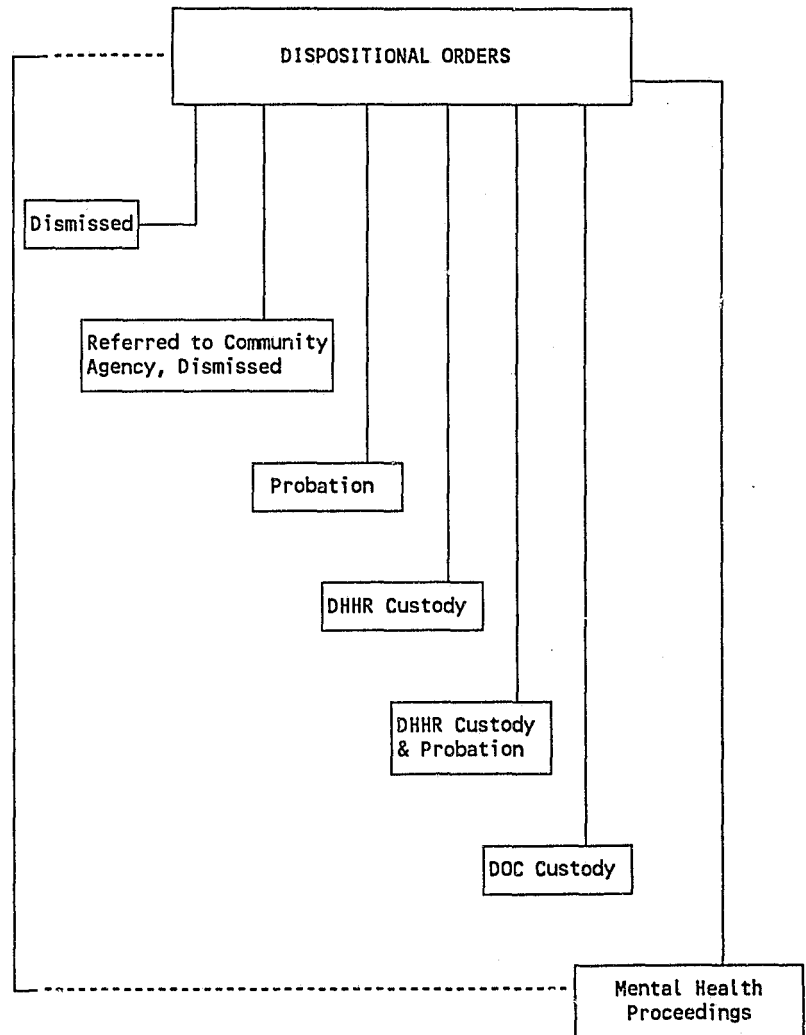 DISPOSITIONAL ORDERS
Dismissed
Referred to Community
Agency, Dismissed
Probation
DHHR Custody
DHHR Custody
& Probation
DOC Custody
Mental Health
Proceedings